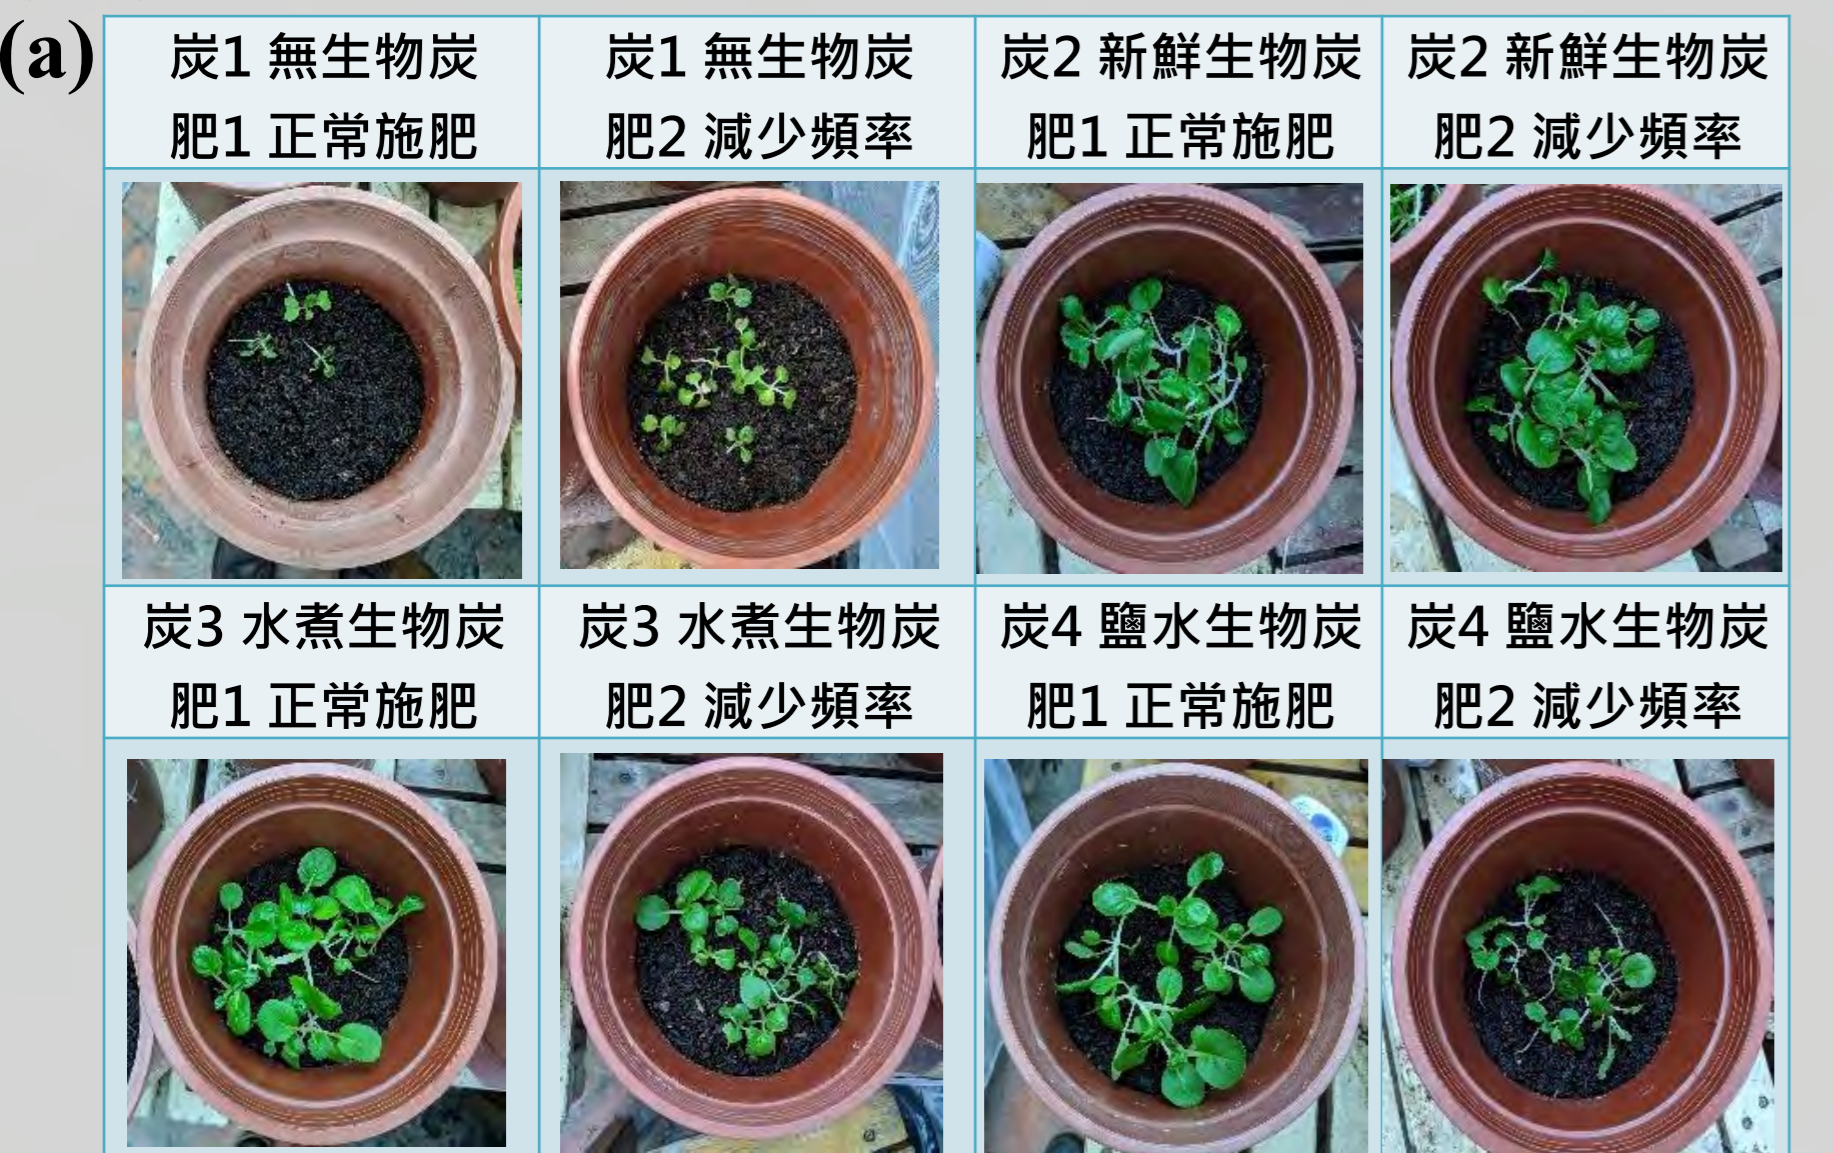 (a)
炭1 無生物炭
肥1 正常施肥
炭1 無生物炭
肥2 減少頻率
炭2 新鮮生物炭
肥1 正常施肥
炭2 新鮮生物炭
肥2 減少頻率
炭3 水煮生物炭
肥1 正常施肥
炭3 水煮生物炭
肥2 減少頻率
炭4 鹽水生物炭
肥1 正常施肥
炭4 鹽水生物炭
肥2 減少頻率